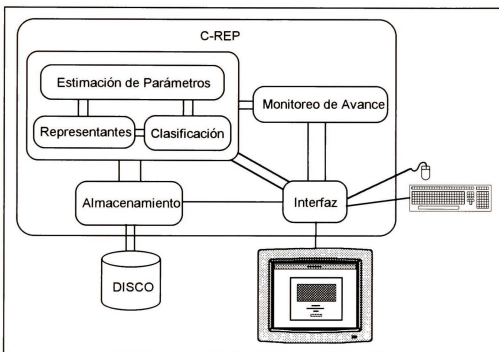 C-REP
Estimación de Parámetros
Monitoreo de Avance
Representantes
Clasificación
Almacenamiento
Interfaz
DISCO